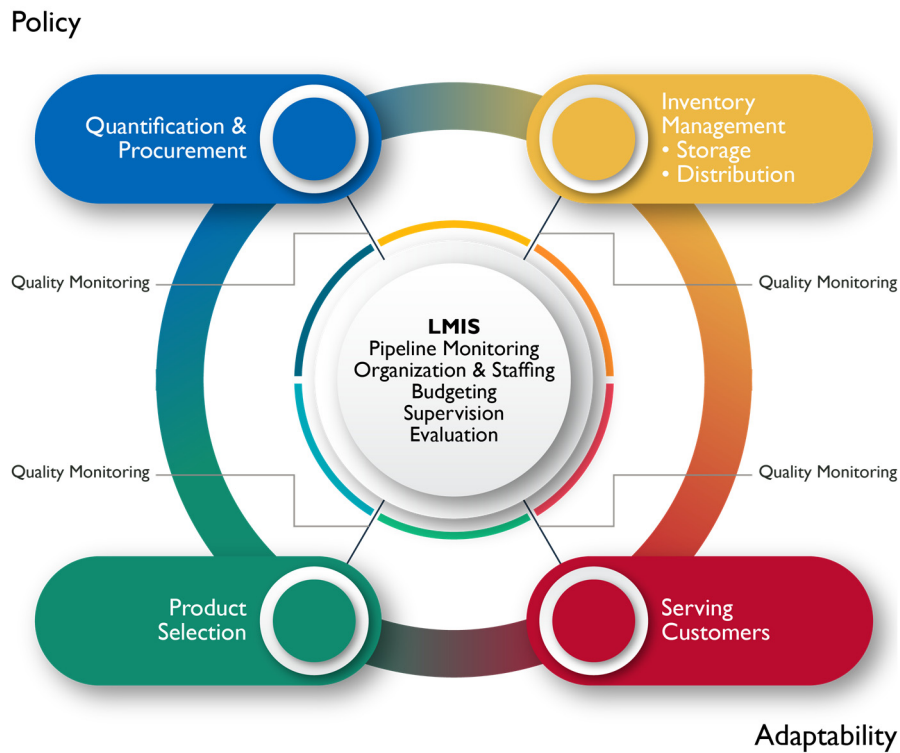 Policy
Quantification &
Procurement
Inventory
Management
• Storage
• Distribution
Quality Monitoring
Quality Monitoring
LMIS
Pipeline Monitoring
Organization & Staffing
Budgeting
Supervision
Evaluation
Quality Monitoring
Quality Monitoring
Product
Selection
Serving
Customers
Adaptability